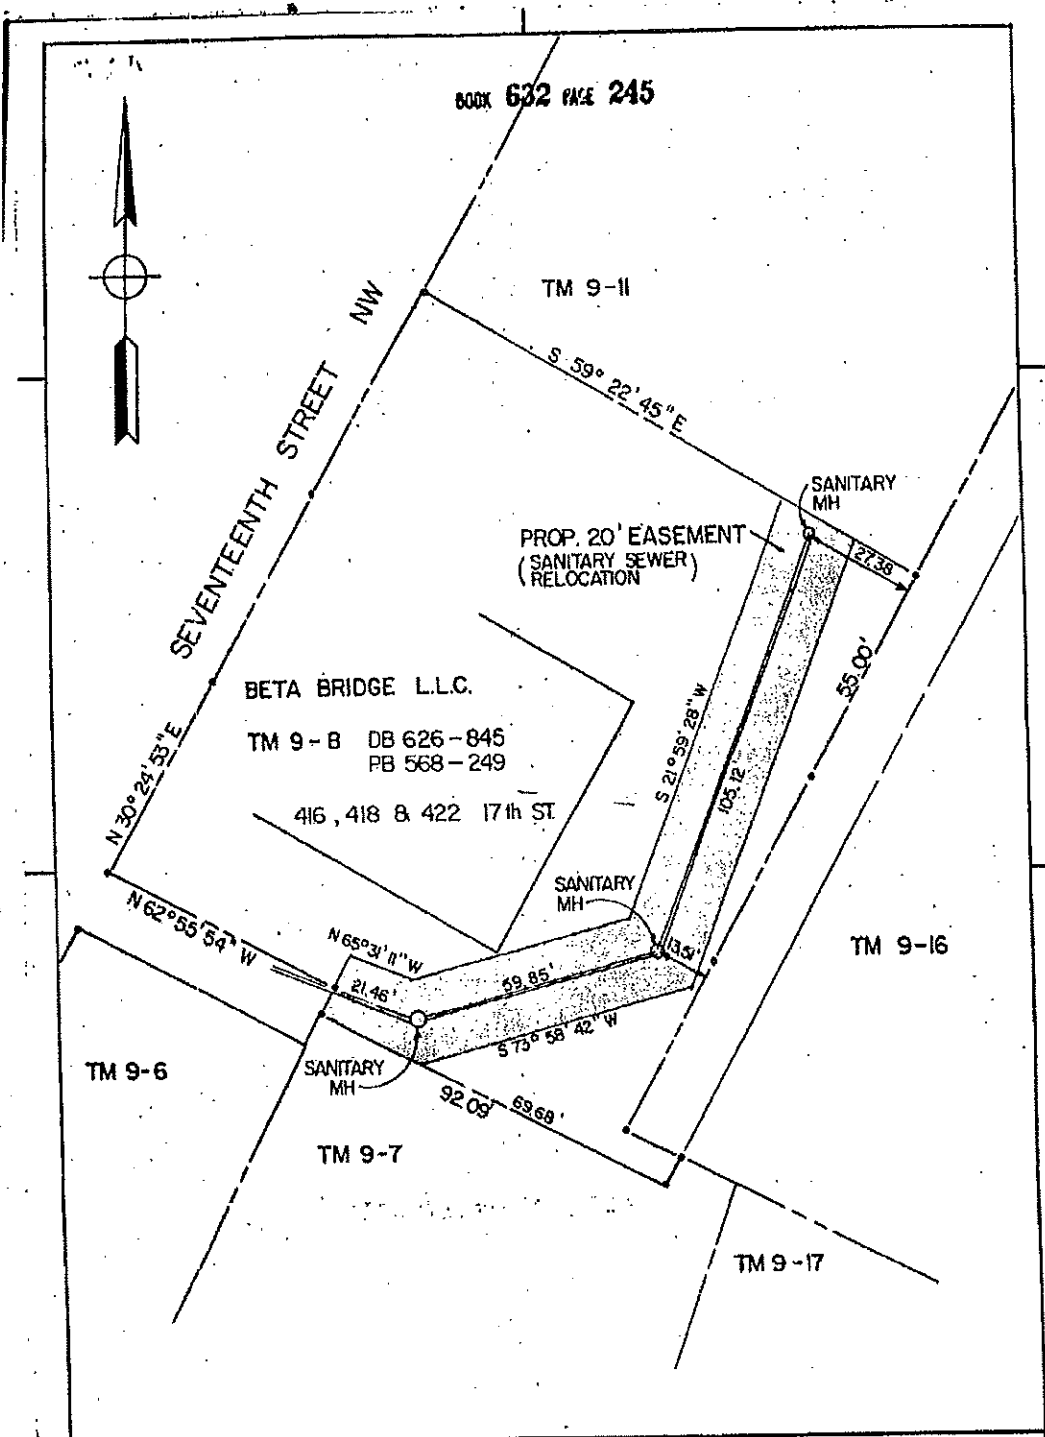 BOOK 632 PAGE 245
TM 9-11
SEVENTEENTH STREET NW
S 59° 22' 45" E
SANITARY
MH
PROP. 20' EASEMENT
(SANITARY SEWER)
RELOCATION
27.38
55.00'
BETA BRIDGE L.L.C.
TM 9-8 DB 626-845
PB 568-249
416, 418 & 422 17th ST.
N 30° 24' 53" E
S 21° 59' 28" W
105.12'
SANITARY
MH
N 62° 55' 54" W
N 65° 31' 11" W
21.46'
59.85'
13.51'
TM 9-16
S 73° 58' 42" W
TM 9-6
SANITARY
MH
92.09'
69.68'
TM 9-7
TM 9-17